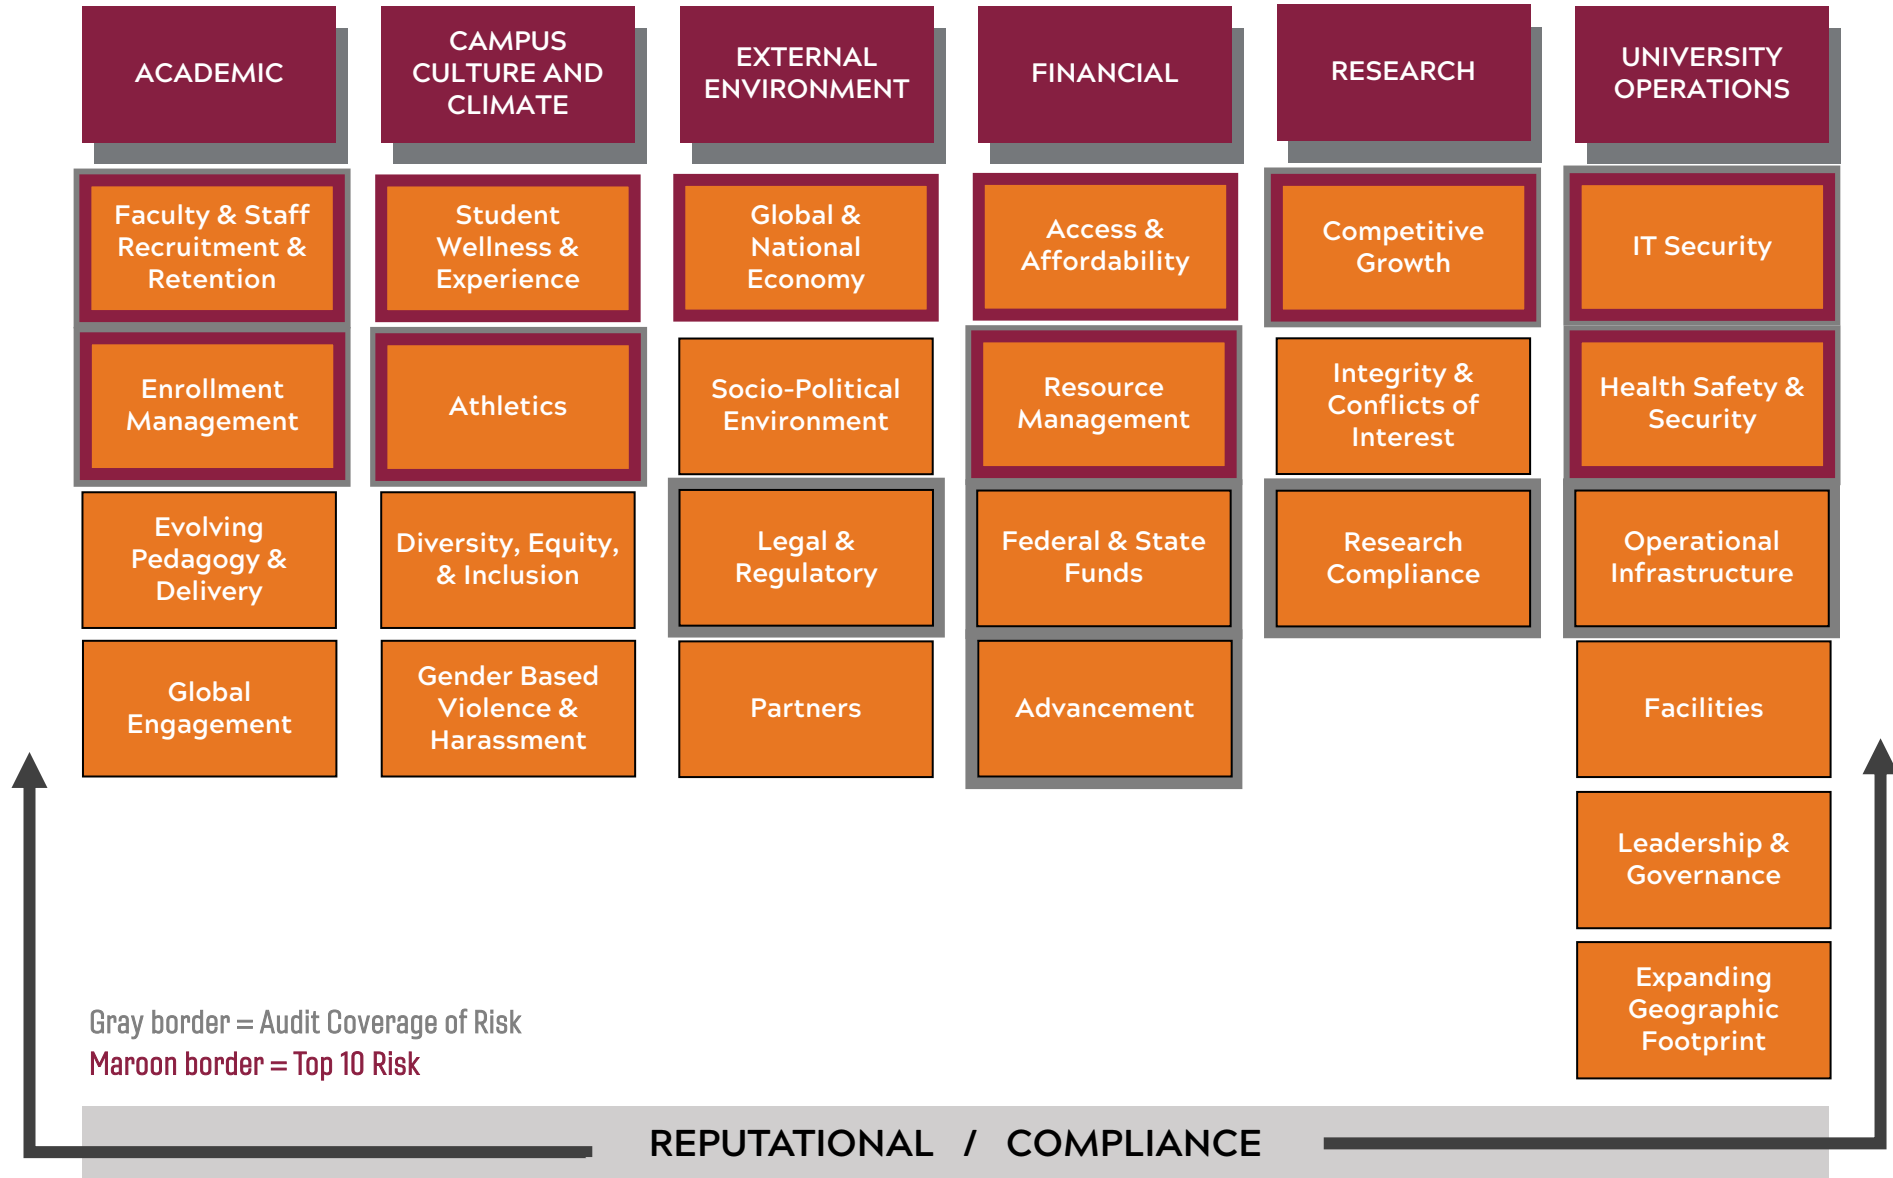 ACADEMIC
CAMPUS
CULTURE AND
CLIMATE
EXTERNAL
ENVIRONMENT
FINANCIAL
RESEARCH
UNIVERSITY
OPERATIONS
Faculty & Staff
Recruitment &
Retention
Student
Wellness &
Experience
Global &
National
Economy
Access &
Affordability
Competitive
Growth
IT Security
Enrollment
Management
Athletics
Socio-Political
Environment
Resource
Management
Integrity &
Conflicts of
Interest
Health Safety &
Security
Evolving
Pedagogy &
Delivery
Diversity, Equity,
& Inclusion
Legal &
Regulatory
Federal & State
Funds
Research
Compliance
Operational
Infrastructure
Global
Engagement
Gender Based
Violence &
Harassment
Partners
Advancement
Facilities
Leadership &
Governance
Expanding
Geographic
Footprint
Gray border = Audit Coverage of Risk
Maroon border = Top 10 Risk
REPUTATIONAL / COMPLIANCE